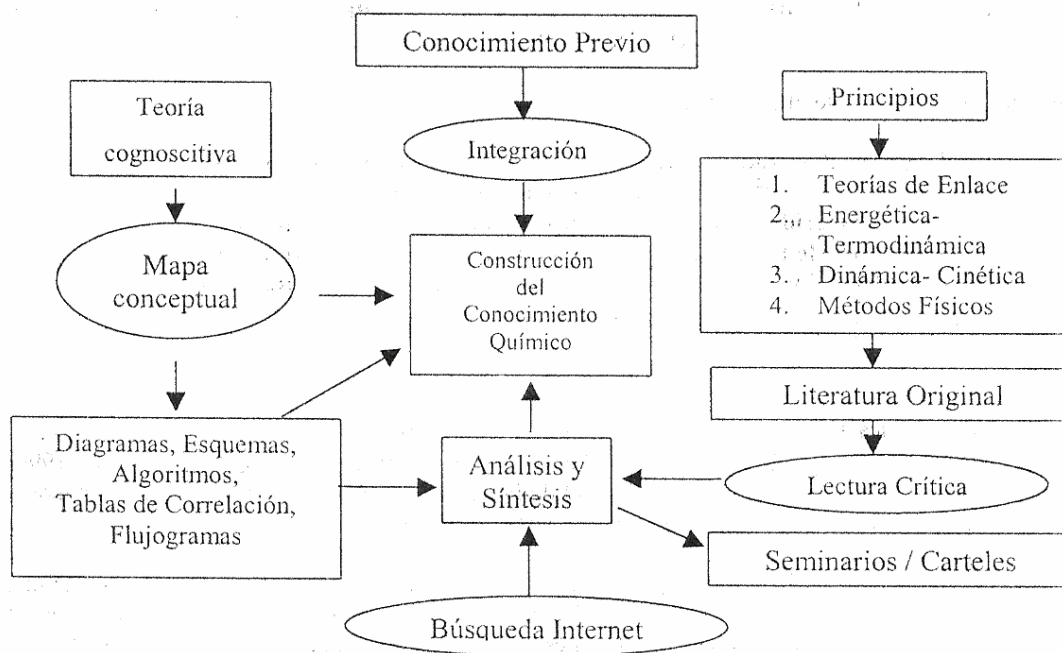 Conocimiento Previo
Teoría
cognoscitiva
Principios
Integración
1. Teorías de Enlace
2. Energética-
Termodinámica
3. Dinámica- Cinética
4. Métodos Físicos
Mapa
conceptual
Construcción
del
Conocimiento
Químico
Literatura Original
Diagramas, Esquemas,
Algoritmos,
Tablas de Correlación,
Flujogramas
Análisis y
Síntesis
Lectura Crítica
Seminarios / Carteles
Búsqueda Internet